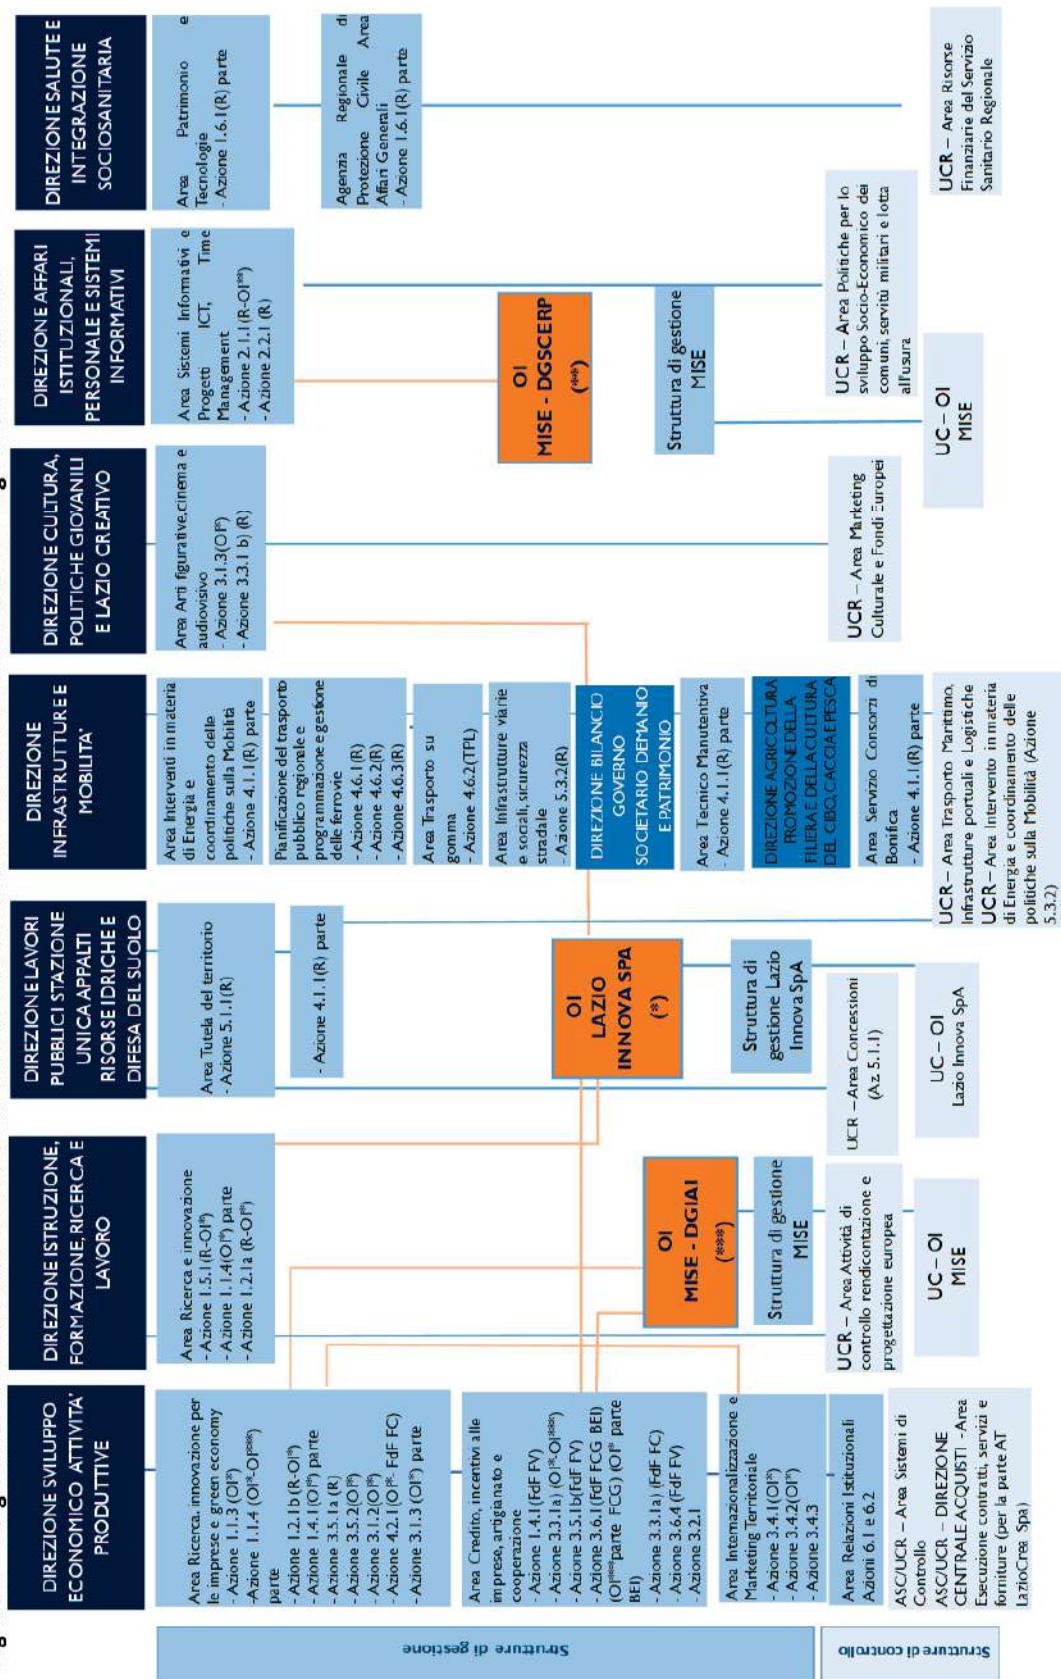 DIREZIONE SVILUPPO
ECONOMICO ATTIVITA'
PRODUTTIVE
Area Ricerca, innovazione per
le imprese e green economy
- Azione 1.1.3 (OI*)
-Azione 1.1.4 (OI*-OI***)
parte
- Azione 1.2.1b (R-OI*)
- Azione 1.4.1 (OI*) parte
- Azione 3.5.1a (R)
- Azione 3.5.2(OI*)
- Azione 3.1.2(OI*)
- Azione 4.2.1 (OI*- FdF FC)
- Azione 3.1.3 (OI*) parte
Area Credito, incentivi alle
imprese, artigianato e
cooperazione
- Azione 1.4.1(FdF FV)
- Azione 3.3.1a) (OI*-OI***)
- Azione 3.5.1b(FdF FV)
- Azione 3.6.1(FdF FCG BEI)
(OI***parte FCG) (OI* parte
BEI)
- Azione 3.3.1a) (FdF FC)
- Azione 3.6.4 (FdF FV)
- Azione 3.2.1
Area Internazionalizzazione e
Marketing Territoriale
- Azione 3.4.1(OI*)
- Azione 3.4.2(OI*)
- Azione 3.4.3
Area Relazioni Istituzionali
Azioni 6.1 e 6.2
ASC/UCR – Area Sistemi di
Controllo
ASC/UCR – DIREZIONE
CENTRALE ACQUISTI -Area
Esecuzione contratti, servizi e
forniture (per la parte AT
LazioCrea Spa)
DIREZIONE ISTRUZIONE,
FORMAZIONE, RICERCA E
LAVORO
Area Ricerca e innovazione
- Azione 1.5.1(R-OI*)
- Azione 1.1.4(OI*) parte
- Azione 1.2.1a (R-OI*)
OI
MISE - DGIAI
(***)
Struttura di gestione
MISE
UCR – Area Attività di
controllo rendicontazione e
progettazione europea
UC – OI
MISE
DIREZIONE LAVORI
PUBBLICI STAZIONE
UNICA APPALTI
RISORSE IDRICHE E
DIFESA DEL SUOLO
Area Tutela del territorio
- Azione 5.1.1(R)
- Azione 4.1.1(R) parte
OI
LAZIO
INNOVA SPA
(*)
Struttura di
gestione Lazio
Innova SpA
UCR – Area Concessioni
(Az. 5.1.1)
UC – OI
Lazio Innova SpA
DIREZIONE
INFRASTRUTTURE E
MOBILITA'
Area Interventi in materia
di Energia e
coordinamento delle
politiche sulla Mobilità
- Azione 4.1.1(R) parte
Pianificazione del trasporto
pubblico regionale e
programmazione e gestione
delle ferrovie
- Azione 4.6.1(R)
- Azione 4.6.2(R)
- Azione 4.6.3(R)
Area Trasporto su
gomma
- Azione 4.6.2(TPL)
Area Infrastrutture viarie
e sociali, sicurezza
stradale
- Azione 5.3.2(R)
DIREZIONE BILANCIO
GOVERNO
SOCIETARIO DEMANIO
E PATRIMONIO
Area Tecnico Manutentiva
- Azione 4.1.1(R) parte
DIREZIONE AGRICOLTURA
PROMOZIONE DELLA
FILIERA E DELLA CULTURA
DEL CIBO, CACCIA E PESCA
Area Servizio Consorzi di
Bonifica
- Azione 4.1.1(R) parte
UCR – Area Trasporto Marittimo,
Infrastrutture portuali e Logistiche
UCR – Area Intervento in materia
di Energia e coordinamento delle
politiche sulla Mobilità (Azione
5.3.2)
DIREZIONE CULTURA,
POLITICHE GIOVANILI
E LAZIO CREATIVO
Area Arti figurative,cinema e
audiovisivo
- Azione 3.1.3(OI*)
- Azione 3.3.1 b) (R)
UCR – Area Marketing
Culturale e Fondi Europei
DIREZIONE AFFARI
ISTITUZIONALI,
PERSONALE E SISTEMI
INFORMATIVI
Area Sistemi Informativi e
Progetti ICT, Time
Management
- Azione 2.1.1(R-OI**)
- Azione 2.2.1 (R)
OI
MISE - DGSCERP
(**)
Struttura di gestione
MISE
UCR – Area Politiche per lo
sviluppo Socio-Economico dei
comuni, servitù militari e lotta
all'usura
UC – OI
MISE
DIREZIONE SALUTE E
INTEGRAZIONE
SOCIOSANITARIA
Area Patrimonio e
Tecnologie
- Azione 1.6.1(R) parte
Agenzia Regionale di
Protezione Civile Area
Affari Generali
- Azione 1.6.1(R) parte
UCR – Area Risorse
Finanziarie del Servizio
Sanitario Regionale
Strutture di gestione
Strutture di controllo